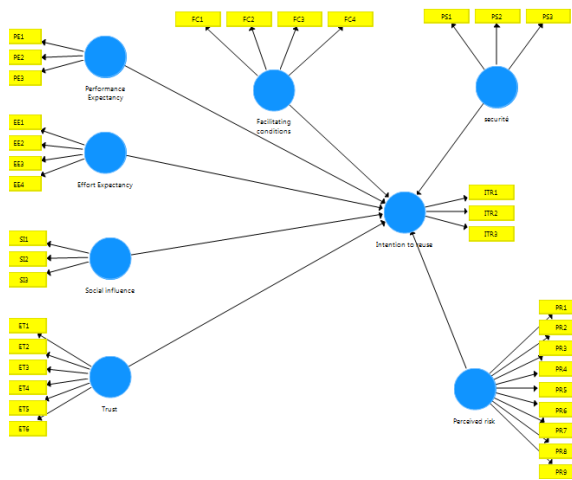 FC1
FC2
FC3
FC4
PS1
PS2
PS3
PE1
PE2
PE3
Performance
Expectancy
Facilitating
conditions
securité
EE1
EE2
EE3
EE4
Effort Expectancy
ITR1
ITR2
ITR3
Intention to reuse
SI1
SI2
SI3
Social influence
ET1
ET2
ET3
ET4
ET5
ET6
Trust
PR1
PR2
PR3
PR4
PR5
PR6
PR7
PR8
PR9
Perceived risk